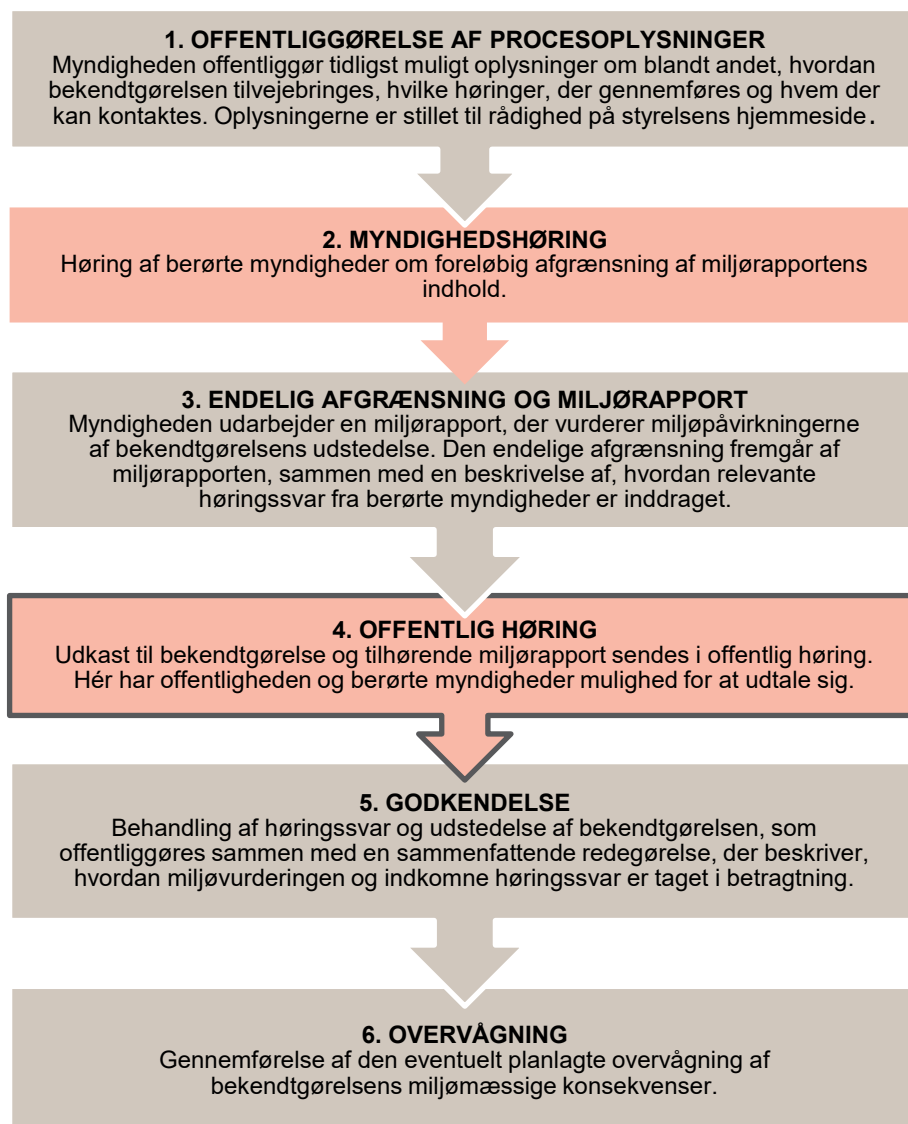 1. OFFENTLIGGØRELSE AF PROCESOPLYSNINGER
Myndigheden offentliggør tidligst muligt oplysninger om blandt andet, hvordan
bekendtgørelsen tilvejebringes, hvilke høringer, der gennemføres og hvem der
kan kontaktes. Oplysningerne er stillet til rådighed på styrelsens hjemmeside.
2. MYNDIGHEDSHØRING
Høring af berørte myndigheder om foreløbig afgrænsning af miljørapportens
indhold.
3. ENDELIG AFGRÆNSNING OG MILJØRAPPORT
Myndigheden udarbejder en miljørapport, der vurderer miljøpåvirkningerne
af bekendtgørelsens udstedelse. Den endelige afgrænsning fremgår af
miljørapporten, sammen med en beskrivelse af, hvordan relevante
høringssvar fra berørte myndigheder er inddraget.
4. OFFENTLIG HØRING
Udkast til bekendtgørelse og tilhørende miljørapport sendes i offentlig høring.
Hér har offentligheden og berørte myndigheder mulighed for at udtale sig.
5. GODKENDELSE
Behandling af høringssvar og udstedelse af bekendtgørelsen, som
offentliggøres sammen med en sammenfattende redegørelse, der beskriver,
hvordan miljøvurderingen og indkomne høringssvar er taget i betragtning.
6. OVERVÅGNING
Gennemførelse af den eventuelt planlagte overvågning af
bekendtgørelsens miljømæssige konsekvenser.